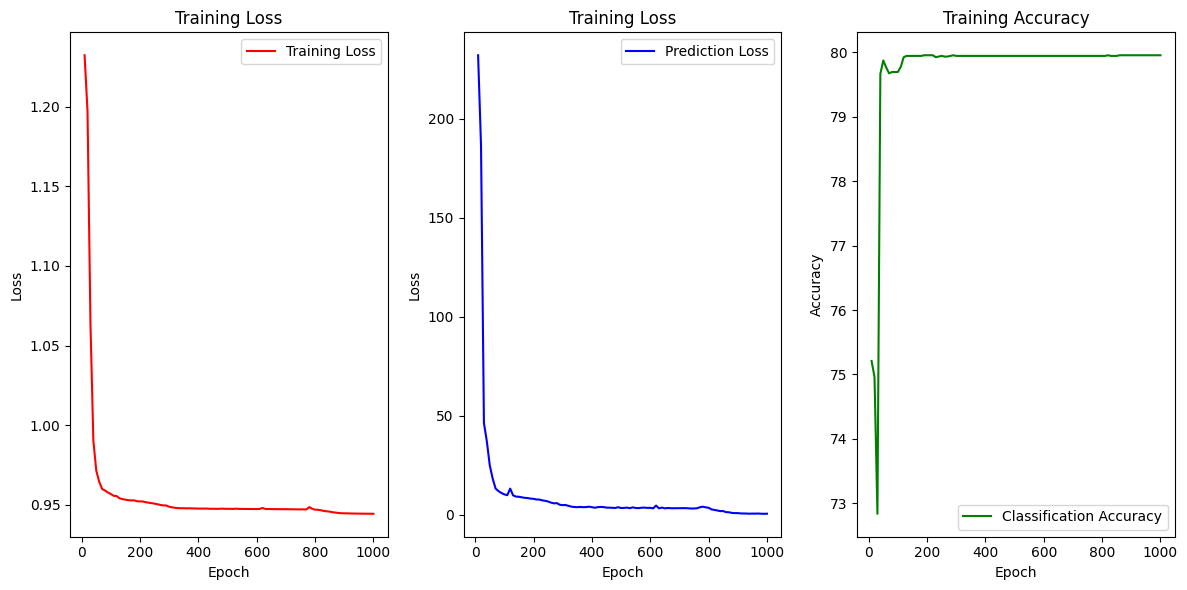 Training Loss
Training Loss
1.20
1.15
1.10
1.05
1.00
0.95
Loss
0 200 400 600 800 1000
Epoch
Training Loss
Prediction Loss
200
150
100
50
0
Loss
0 200 400 600 800 1000
Epoch
Training Accuracy
80
79
78
77
76
75
74
73
Accuracy
Classification Accuracy
0 200 400 600 800 1000
Epoch